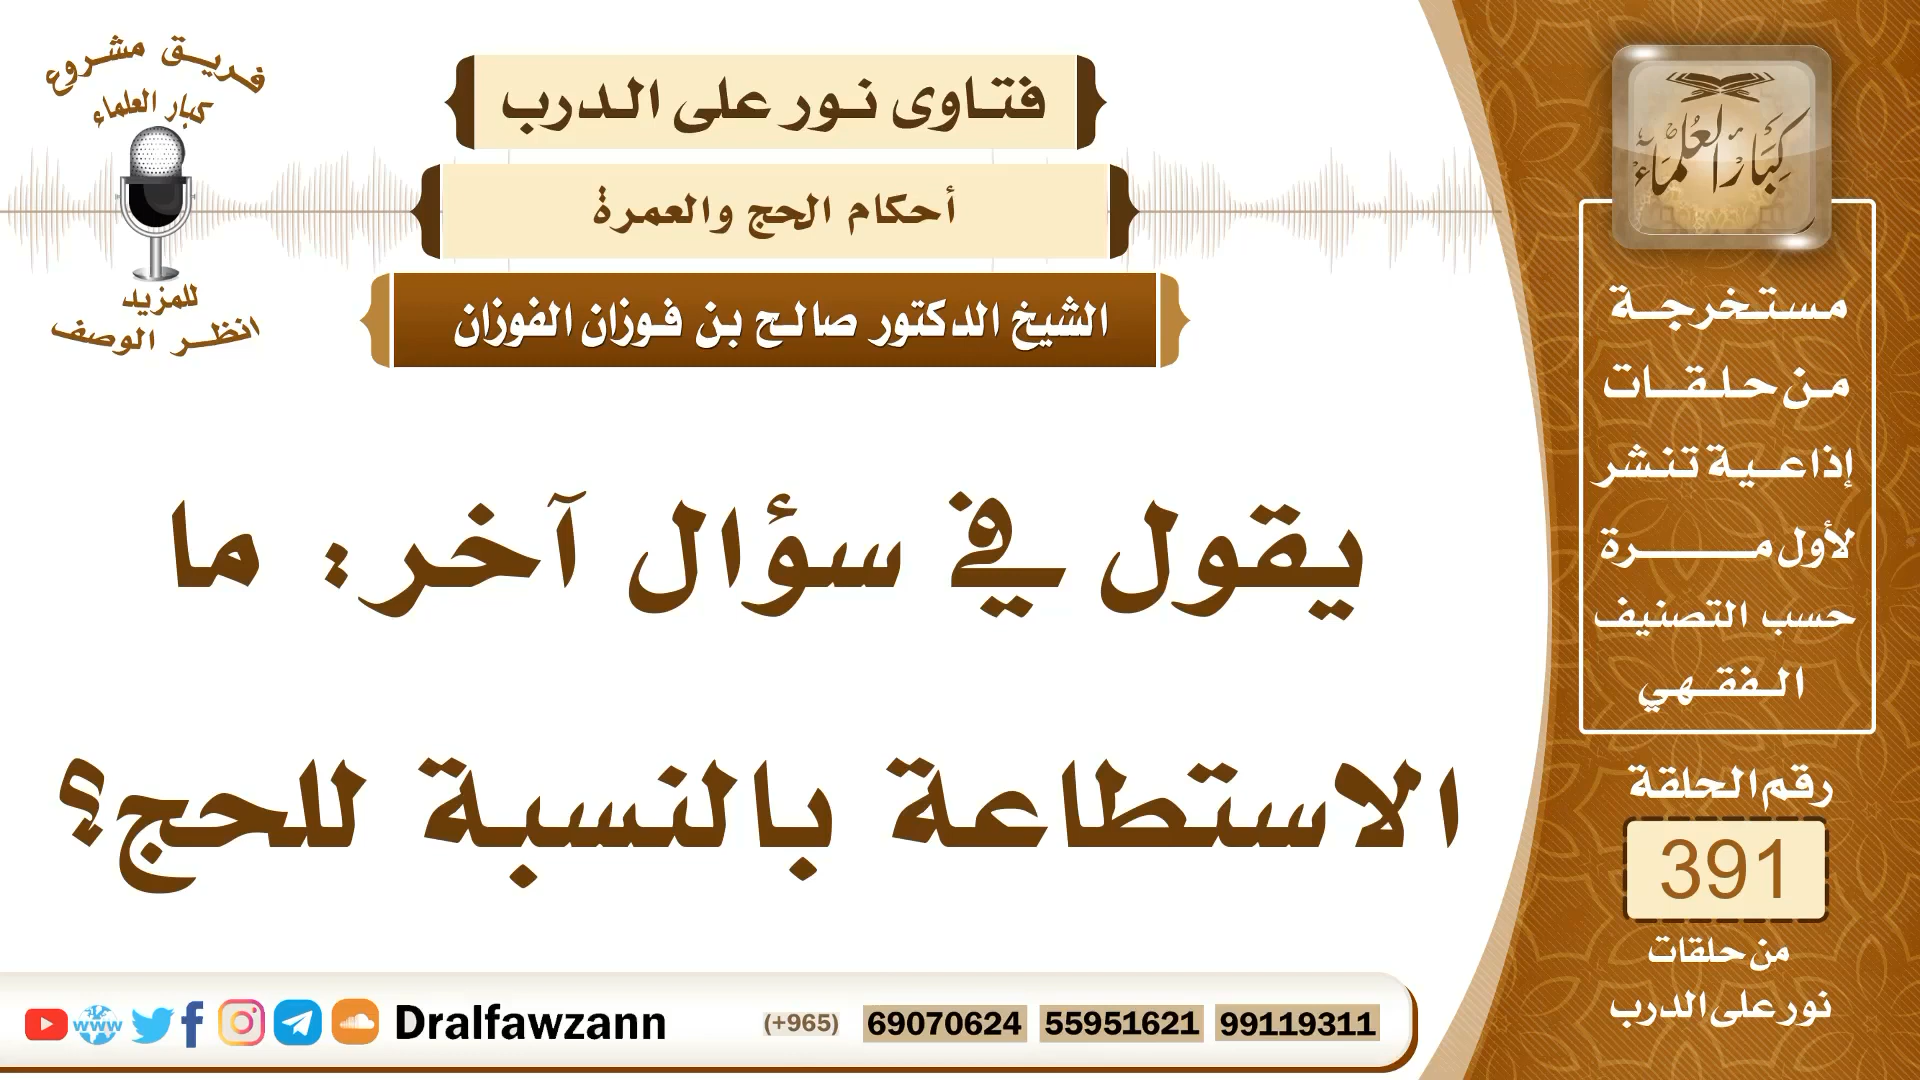 فريق مشروع
كبار العلماء
للمزيد
انظر الوصف
فتاوى نور على الدرب
أحكام الحج والعمرة
الشيخ الدكتور صالح بن فوزان الفوزان
يقول في سؤال آخر: ما
الاستطاعة بالنسبة للحج؟
كبار العلماء
مستخرجة
من حلقات
إذاعية تنشر
لأول مرة
حسب التصنيف
الفقهي
رقم الحلقة
391
من حلقات
نور على الدرب
www Dralfawzann (+965) 69070624 55951621 99119311